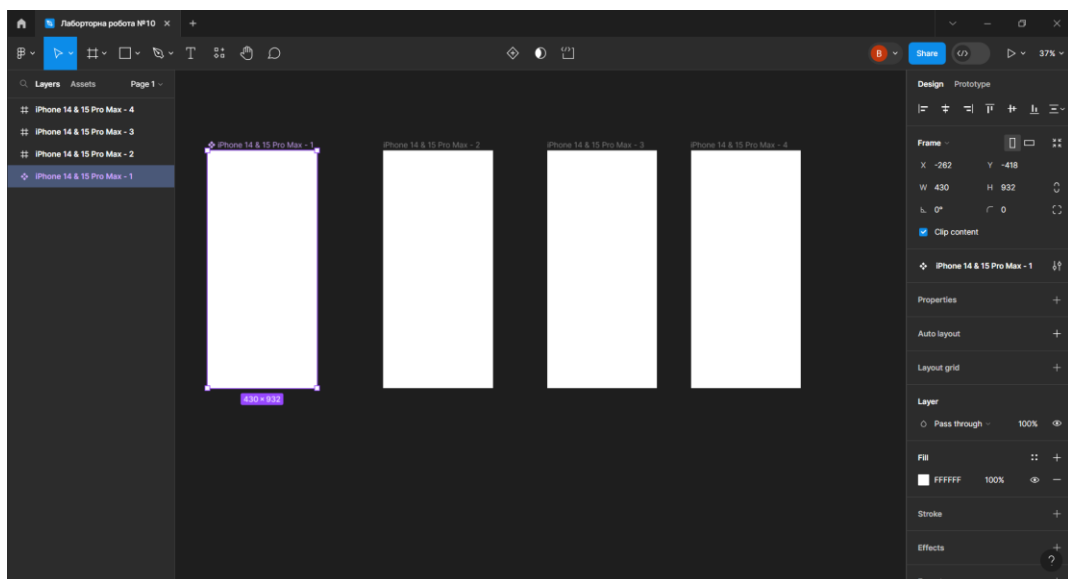 Лаборторна робота №10
B
Share
37%
Layers Assets Page 1
Design Prototype
iPhone 14 & 15 Pro Max - 4
iPhone 14 & 15 Pro Max - 3
iPhone 14 & 15 Pro Max - 2
iPhone 14 & 15 Pro Max - 1
iPhone 14 & 15 Pro Max - 1
iPhone 14 & 15 Pro Max - 2
iPhone 14 & 15 Pro Max - 3
iPhone 14 & 15 Pro Max - 4
430 × 932
Frame
X -262 Y -418
W 430 H 932
0° 0
Clip content
iPhone 14 & 15 Pro Max - 1
Properties
Auto layout
Layout grid
Layer
Pass through 100%
Fill
FFFFFF 100%
Stroke
Effects
?